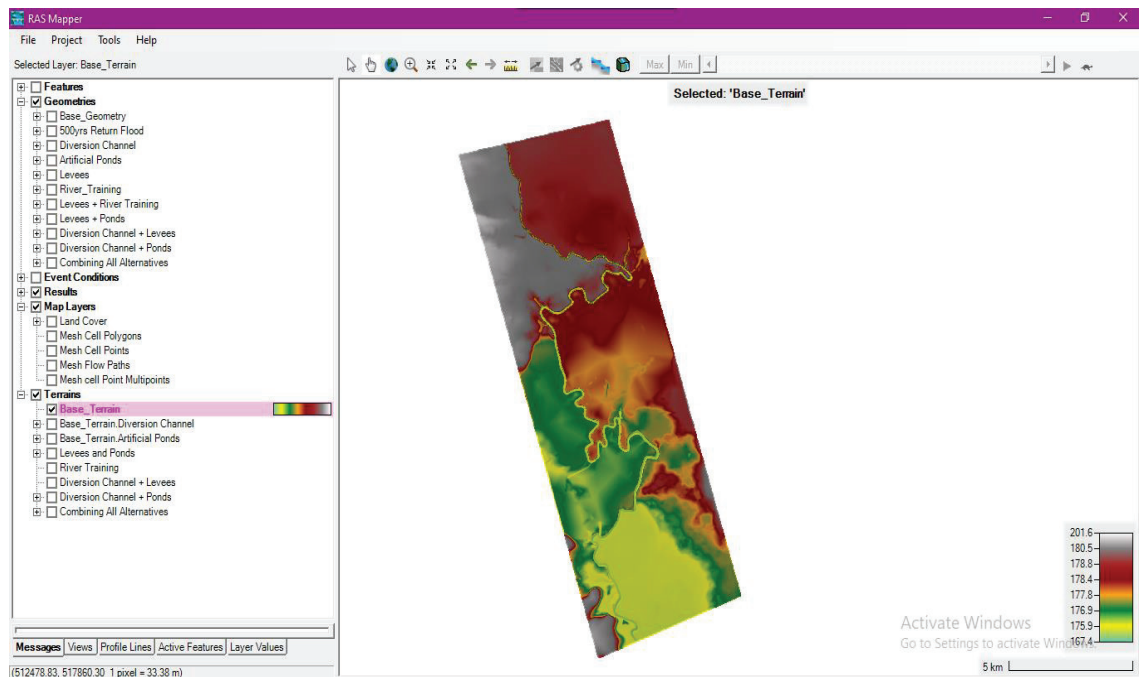 RAS Mapper
File Project Tools Help
Selected Layer: Base_Terrain
Max Min
Features
Geometries
Base_Geometry
500yrs Return Flood
Diversion Channel
Artificial Ponds
Levees
River_Training
Levees + River Training
Levees + Ponds
Diversion Channel + Levees
Diversion Channel + Ponds
Combining All Alternatives
Event Conditions
Results
Map Layers
Land Cover
Mesh Cell Polygons
Mesh Cell Points
Mesh Flow Paths
Mesh cell Point Multipoints
Terrains
Base_Terrain
Base_Terrain.Diversion Channel
Base_Terrain.Artificial Ponds
Levees and Ponds
River Training
Diversion Channel + Levees
Diversion Channel + Ponds
Combining All Alternatives
Messages Views Profile Lines Active Features Layer Values
(512478.83, 517860.30 1 pixel = 33.38 m)
Selected: 'Base_Terrain'
201.6
180.5
178.8
178.4
177.8
176.9
175.9
167.4
Activate Windows
Go to Settings to activate Windows.
5 km